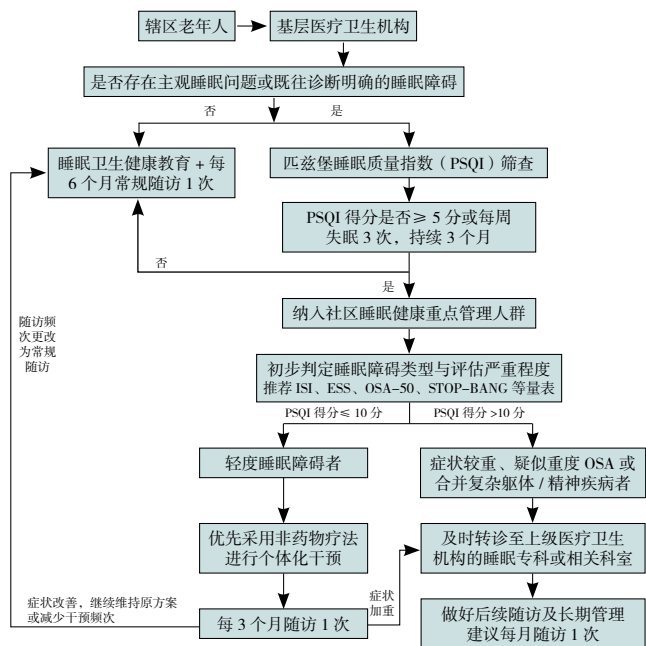 辖区老年人
基层医疗卫生机构
是否存在主观睡眠问题或既往诊断明确的睡眠障碍
否
是
睡眠卫生健康教育 + 每
6 个月常规随访 1 次
匹兹堡睡眠质量指数（PSQI）筛查
PSQI 得分是否≥ 5 分或每周
失眠 3 次，持续 3 个月
否
是
纳入社区睡眠健康重点管理人群
随访频
次更改
为常规
随访
初步判定睡眠障碍类型与评估严重程度
推荐 ISI、ESS、OSA-50、STOP-BANG 等量表
PSQI 得分≤ 10 分
PSQI 得分 >10 分
轻度睡眠障碍者
症状较重、疑似重度 OSA 或
合并复杂躯体 / 精神疾病者
优先采用非药物疗法
进行个体化干预
及时转诊至上级医疗卫生
机构的睡眠专科或相关科室
症状改善，继续维持原方案
或减少干预频次
症状
加重
每 3 个月随访 1 次
做好后续随访及长期管理
建议每月随访 1 次